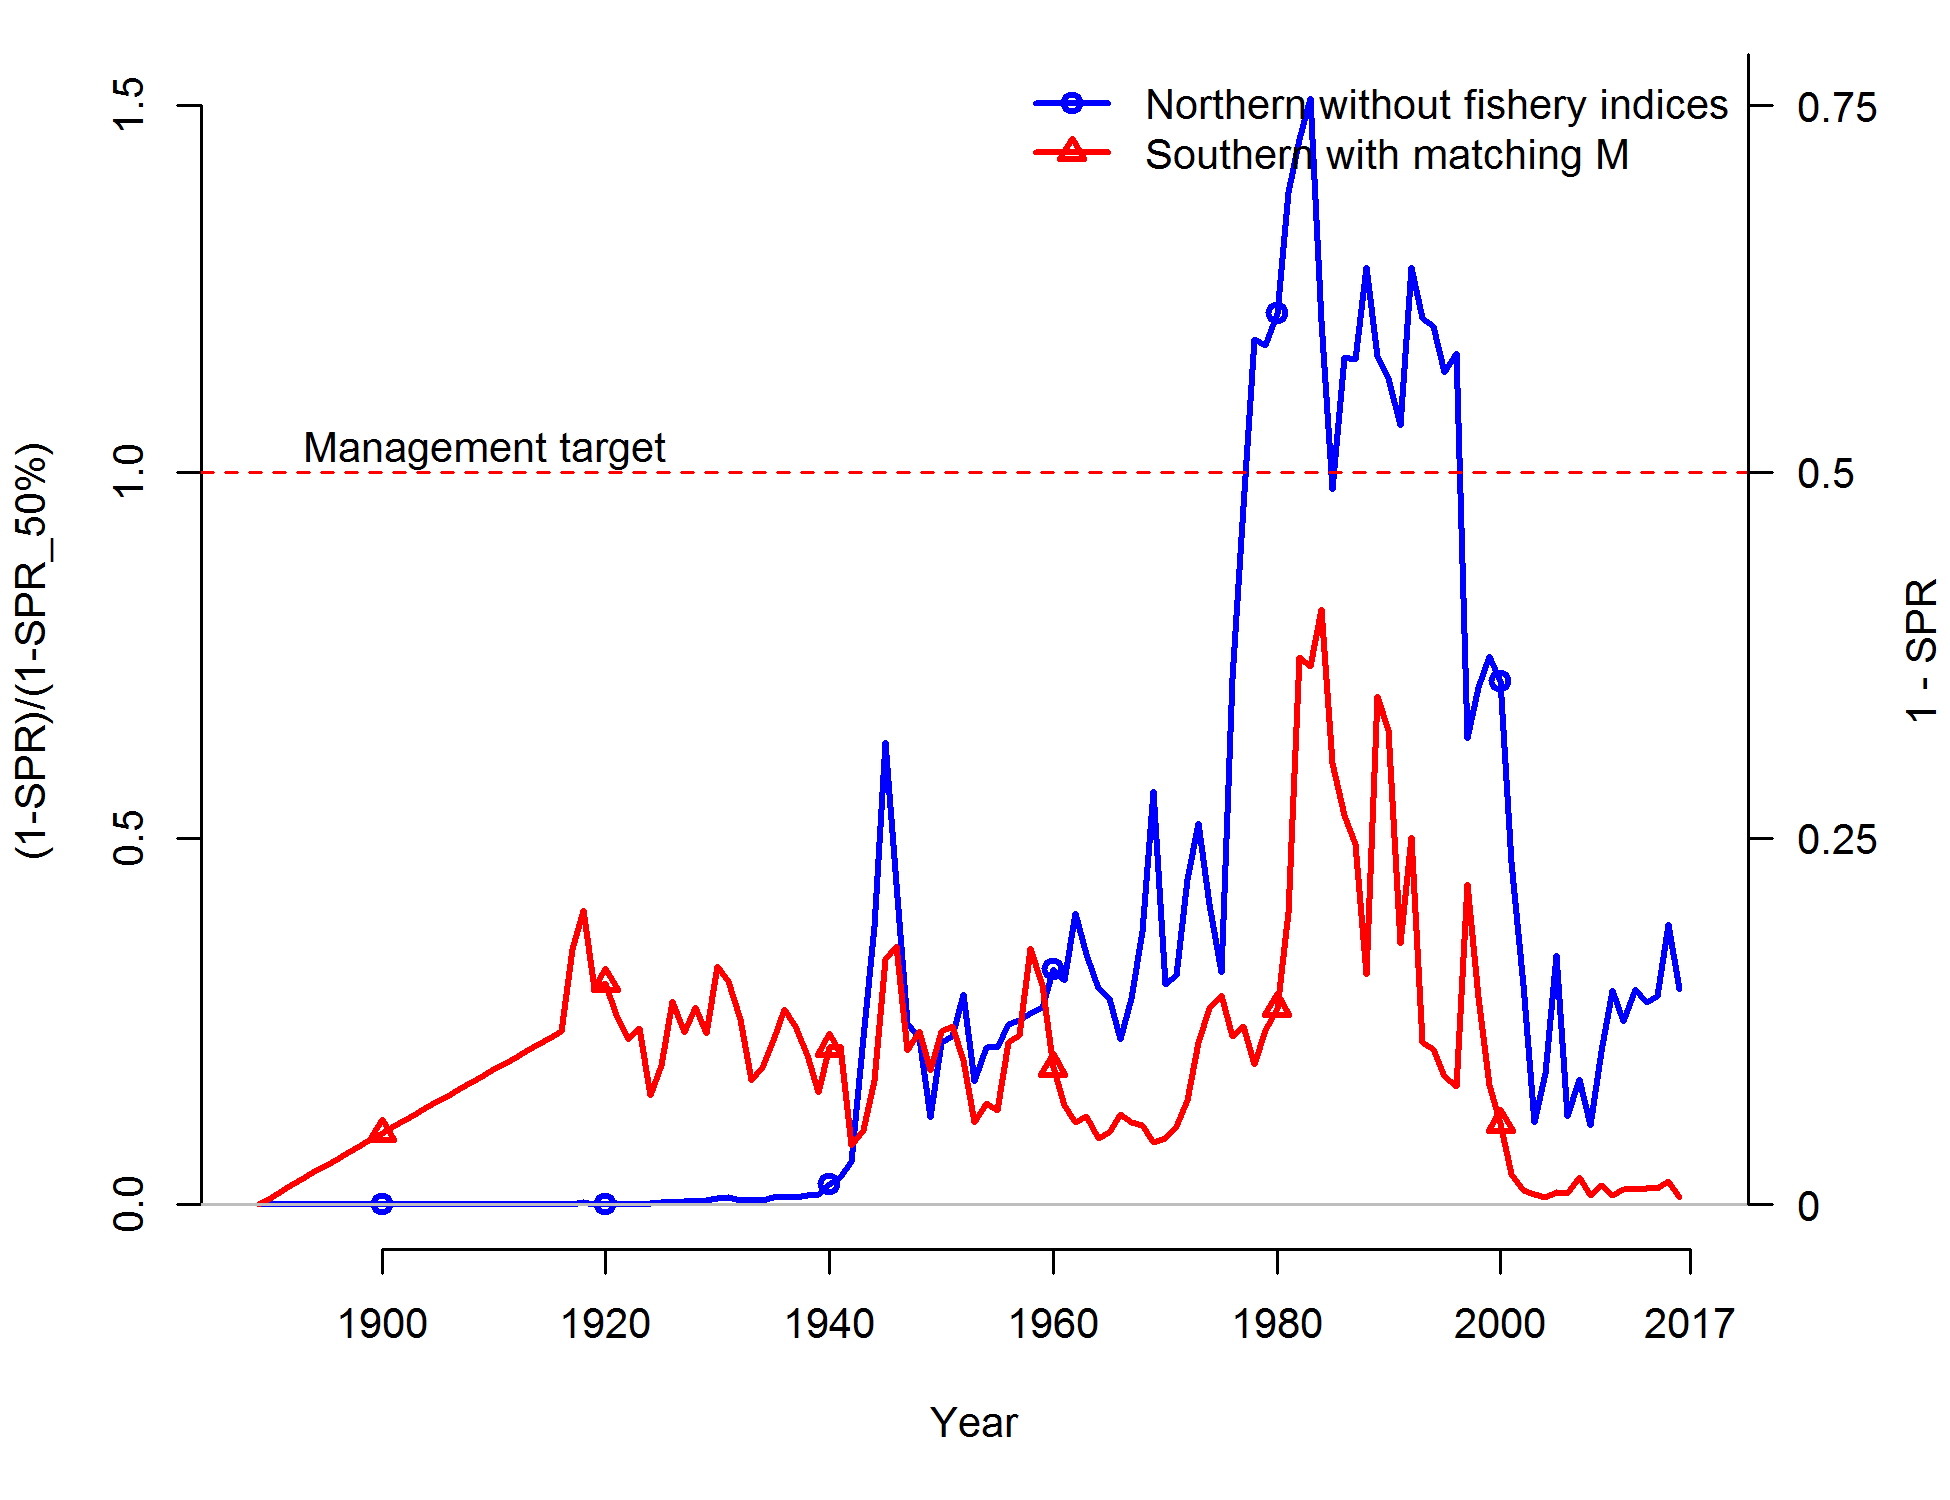 Northern without fishery indices
Southern with matching M
Management target
(1-SPR)/(1-SPR_50%)
0.0
0.5
1.0
1.5
1 - SPR
0
0.25
0.5
0.75
1900
1920
1940
1960
1980
2000
2017
Year